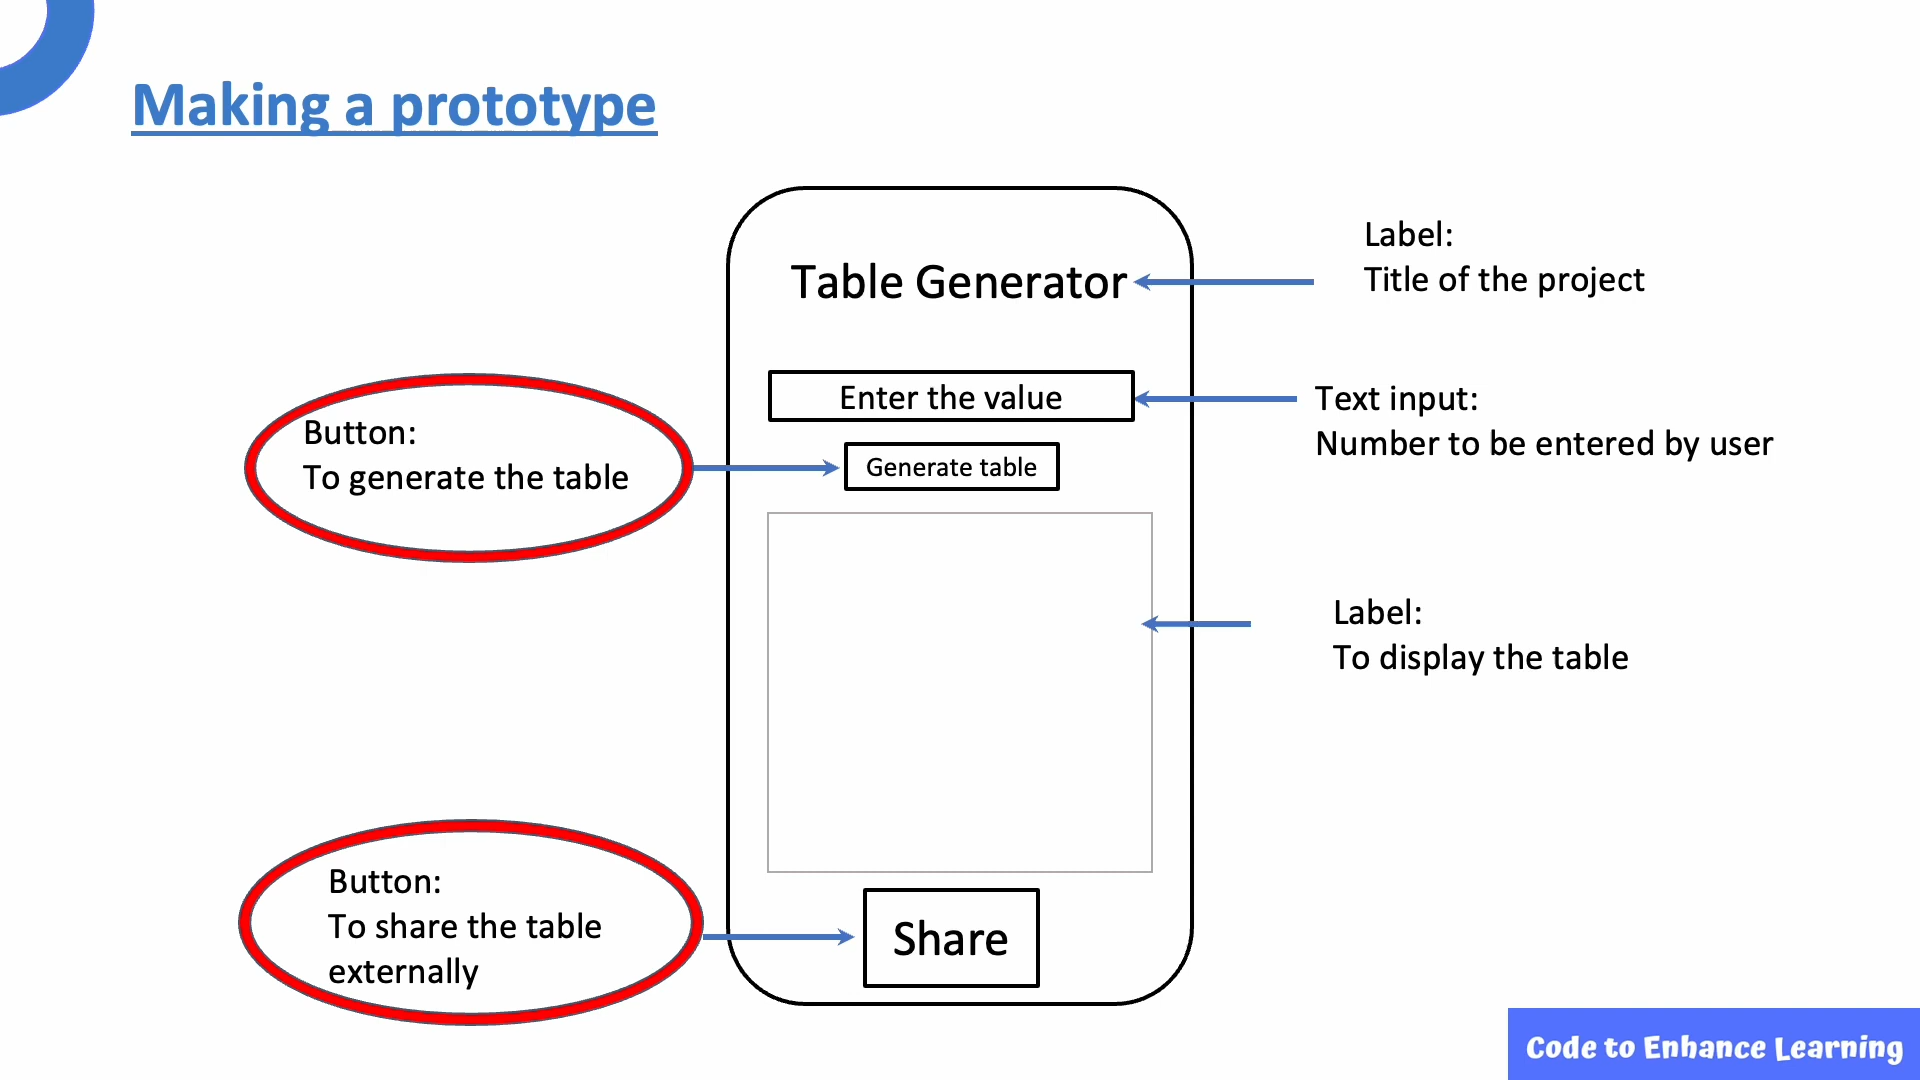 Making a prototype
Table Generator
Label:
Title of the project
Enter the value
Text input:
Number to be entered by user
Button:
To generate the table
Generate table
Label:
To display the table
Button:
To share the table
externally
Share
Code to Enhance Learning